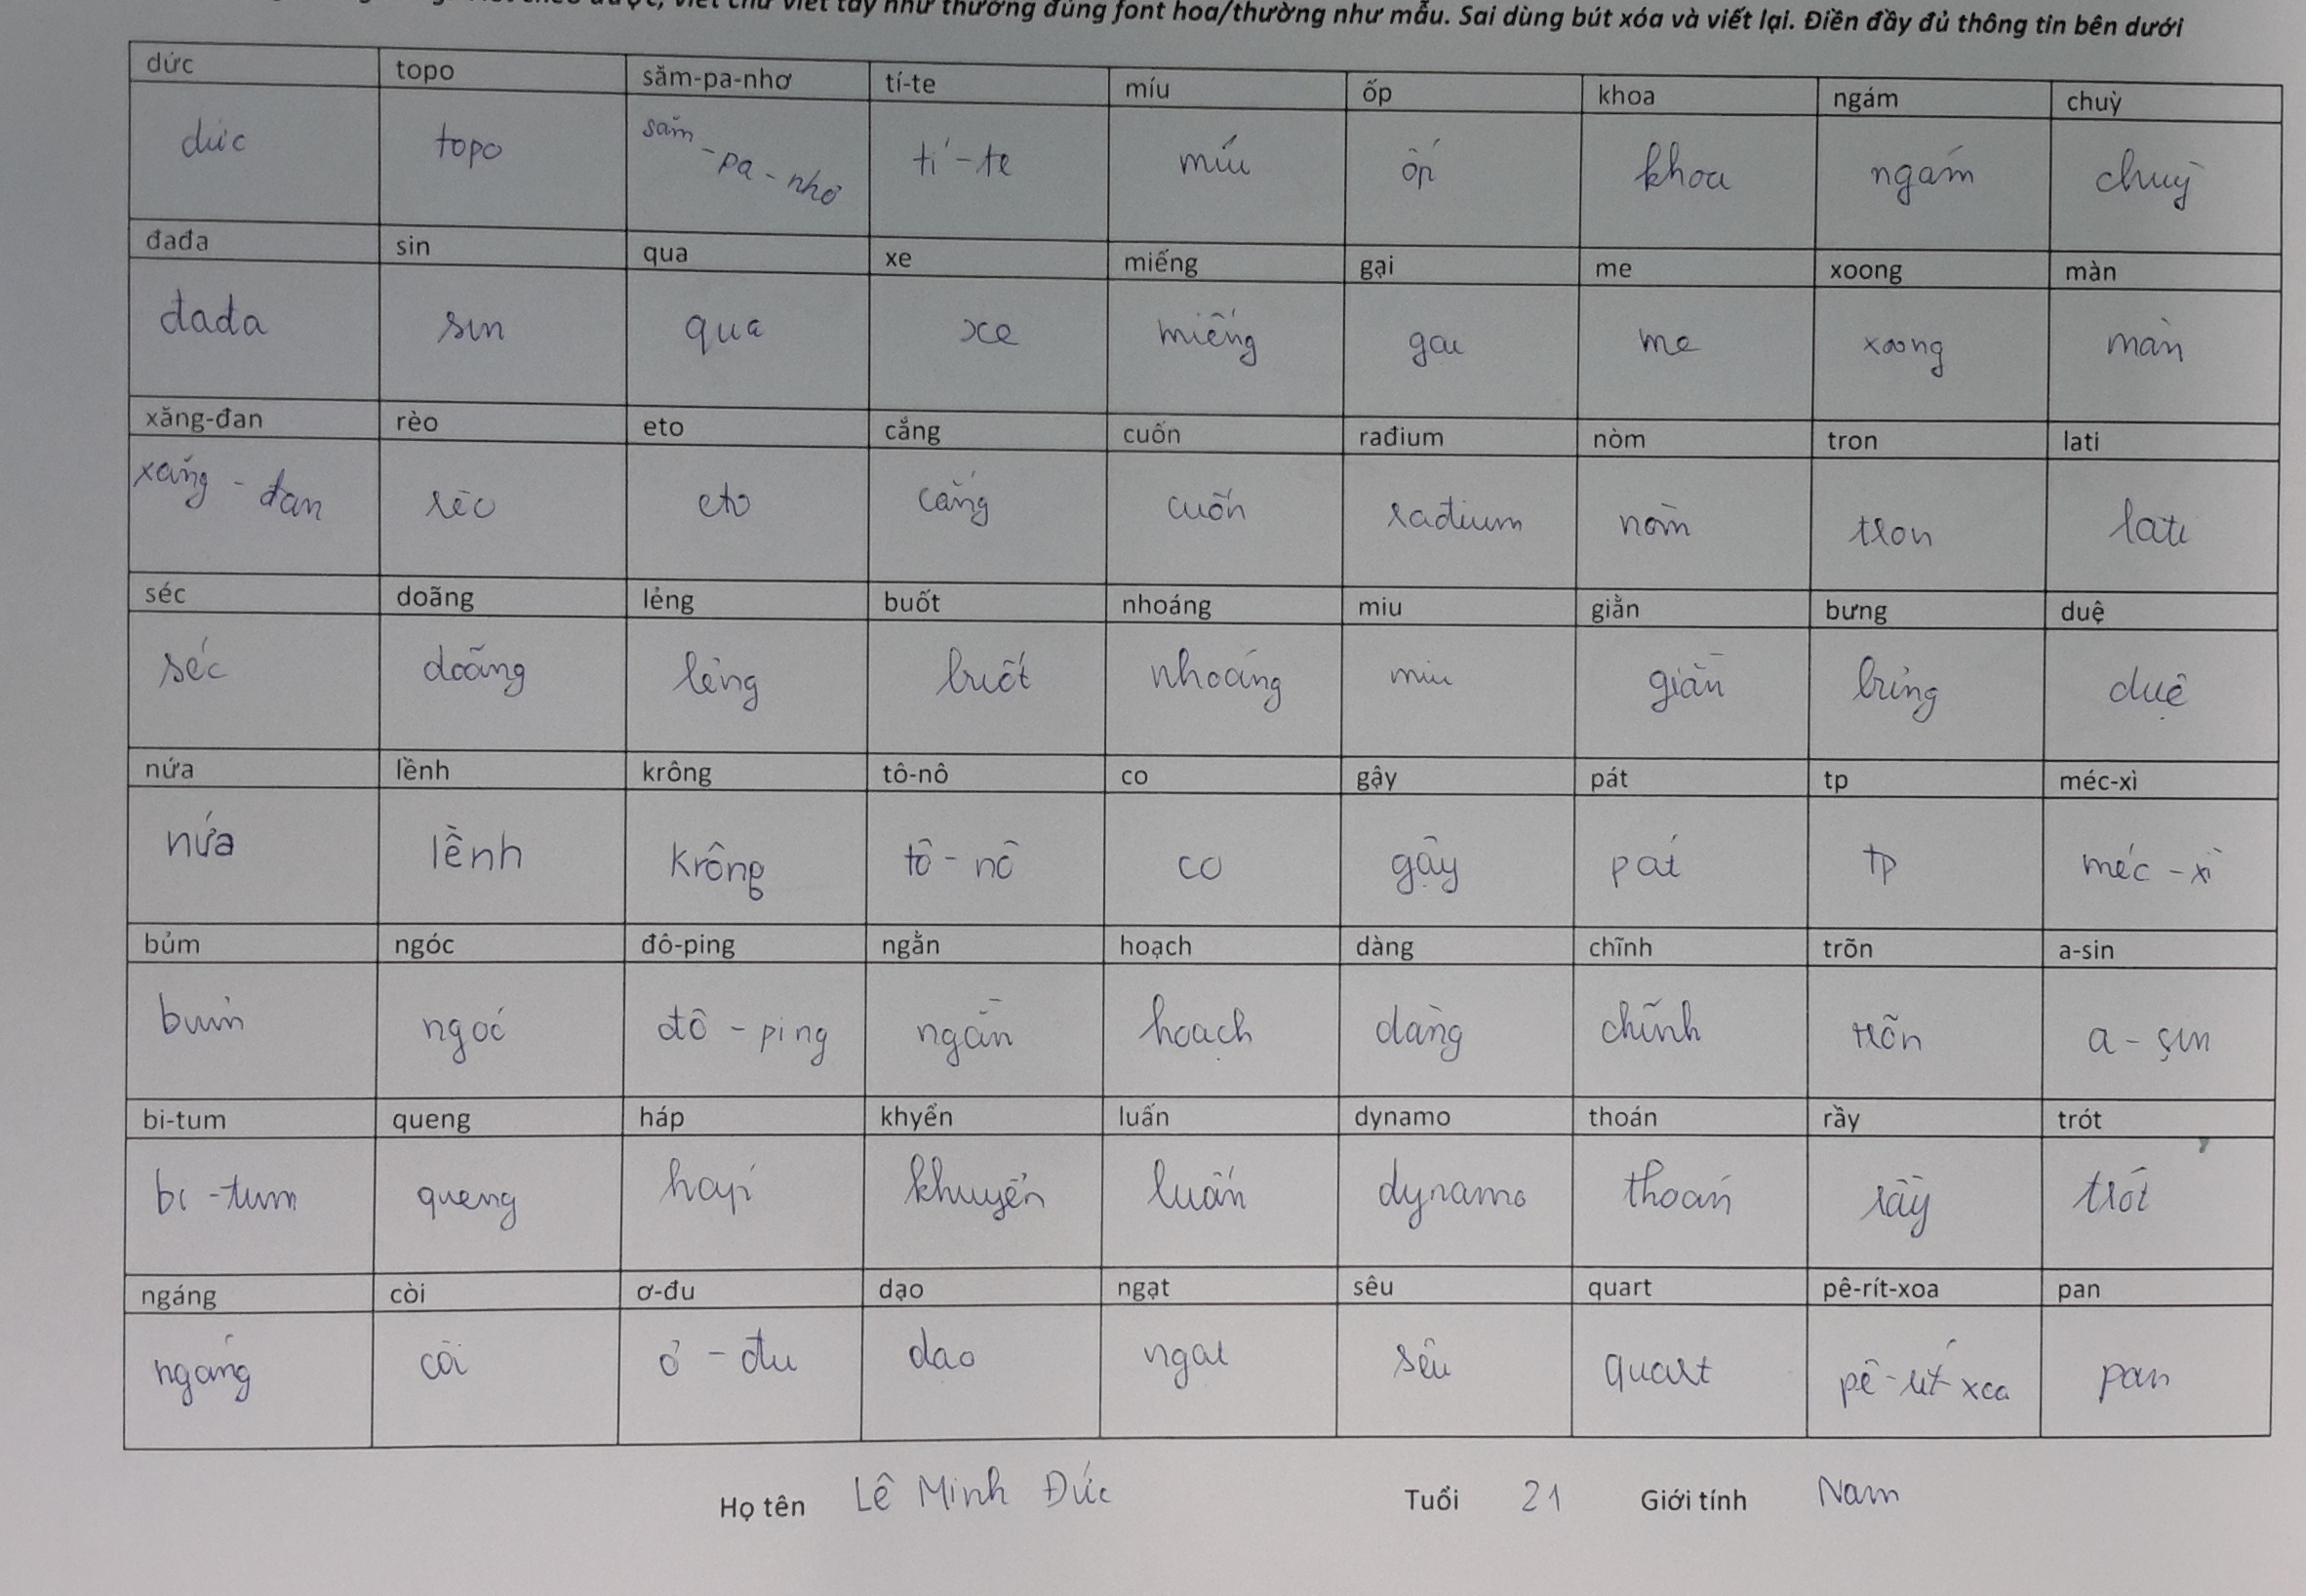 viết chữ viết tay như thường đúng font hoa/thường như mẫu. Sai dùng bút xóa và viết lại. Điền đầy đủ thông tin bên dưới
dức topo săm-pa-nhơ tí-te míu ốp khoa ngám chuỳ
dức topo săm-pa-nhơ tí-te míu ốp khoa ngám chuỳ
đađa sin qua xe miếng gại me xoong màn
đađa sin qua xe miếng gai me xoong màn
xăng-đan rèo eto cắng cuốn rađium nòm tron lati
xăng-đan rèo eto cắng cuốn rađium nòm tron lati
séc doãng lẻng buốt nhoáng miu giằn bưng duệ
séc doãng lẻng buốt nhoáng miu giằn bưng duệ
nứa lềnh krông tô-nô co gậy pát tp méc-xì
nứa lềnh krông tô-nô co gậy pát tp méc-xì
bủm ngóc đô-ping ngằn hoạch dàng chĩnh trõn a-sin
bủm ngóc đô-ping ngằn hoạch dàng chĩnh trõn a-sin
bi-tum queng háp khyển luấn dynamo thoán rầy trót
bi-tum queng háp khuyển luấn dynamo thoán rầy trót
ngáng còi ơ-đu dạo ngạt sêu quart pê-rít-xoa pan
ngáng còi ơ-đu dao ngat sêu quart pê-rít xoa pan
Họ tên Lê Minh Đức Tuổi 21 Giới tính Nam